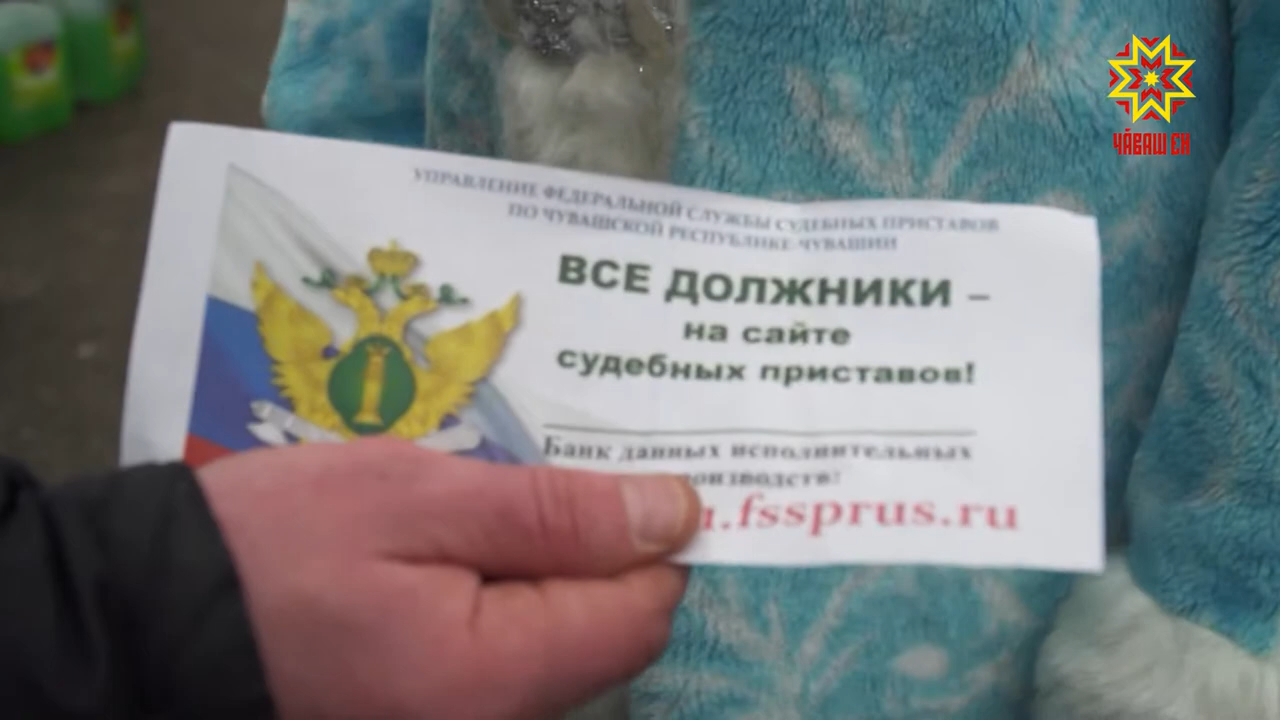 ЧӐВАШ ЕН
УПРАВЛЕНИЕ ФЕДЕРАЛЬНОЙ СЛУЖБЫ СУДЕБНЫХ ПРИСТАВОВ
ПО ЧУВАШСКОЙ РЕСПУБЛИКЕ-ЧУВАШИИ
ВСЕ ДОЛЖНИКИ –
на сайте
судебных приставов!
Банк данных исполнительных
.fssprus.ru